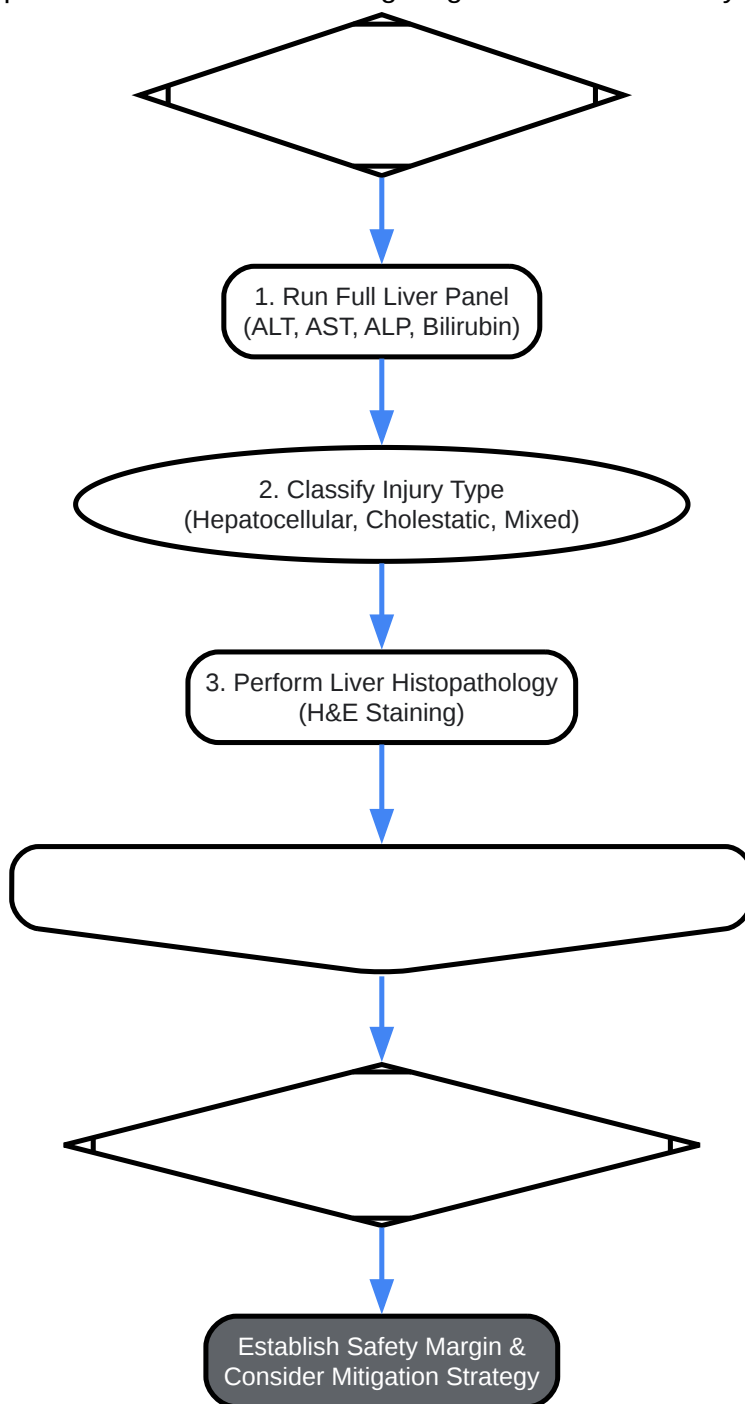 1. Run Full Liver Panel
(ALT, AST, ALP, Bilirubin)
2. Classify Injury Type
(Hepatocellular, Cholestatic, Mixed)
3. Perform Liver Histopathology
(H&E Staining)
Establish Safety Margin &
Consider Mitigation Strategy